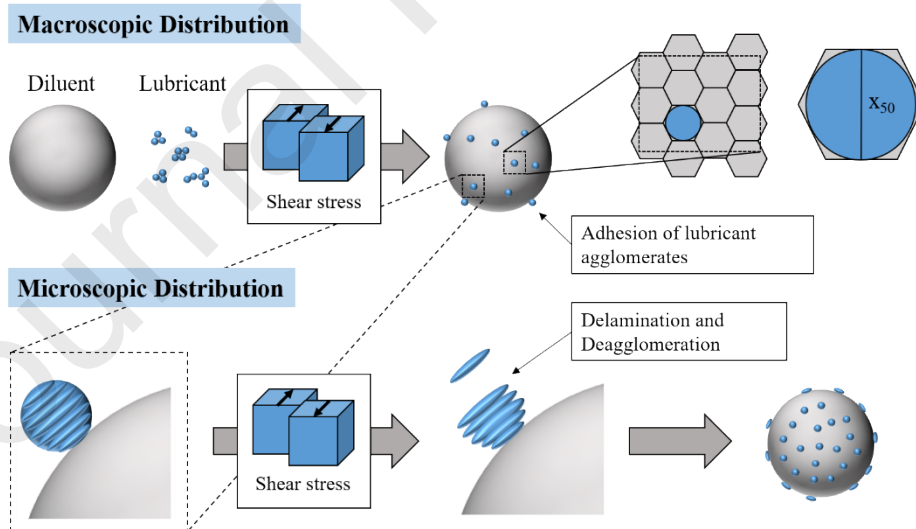 Macroscopic Distribution
Diluent
Lubricant
Shear stress
x50
Adhesion of lubricant
agglomerates
Microscopic Distribution
Delamination and
Deagglomeration
Shear stress